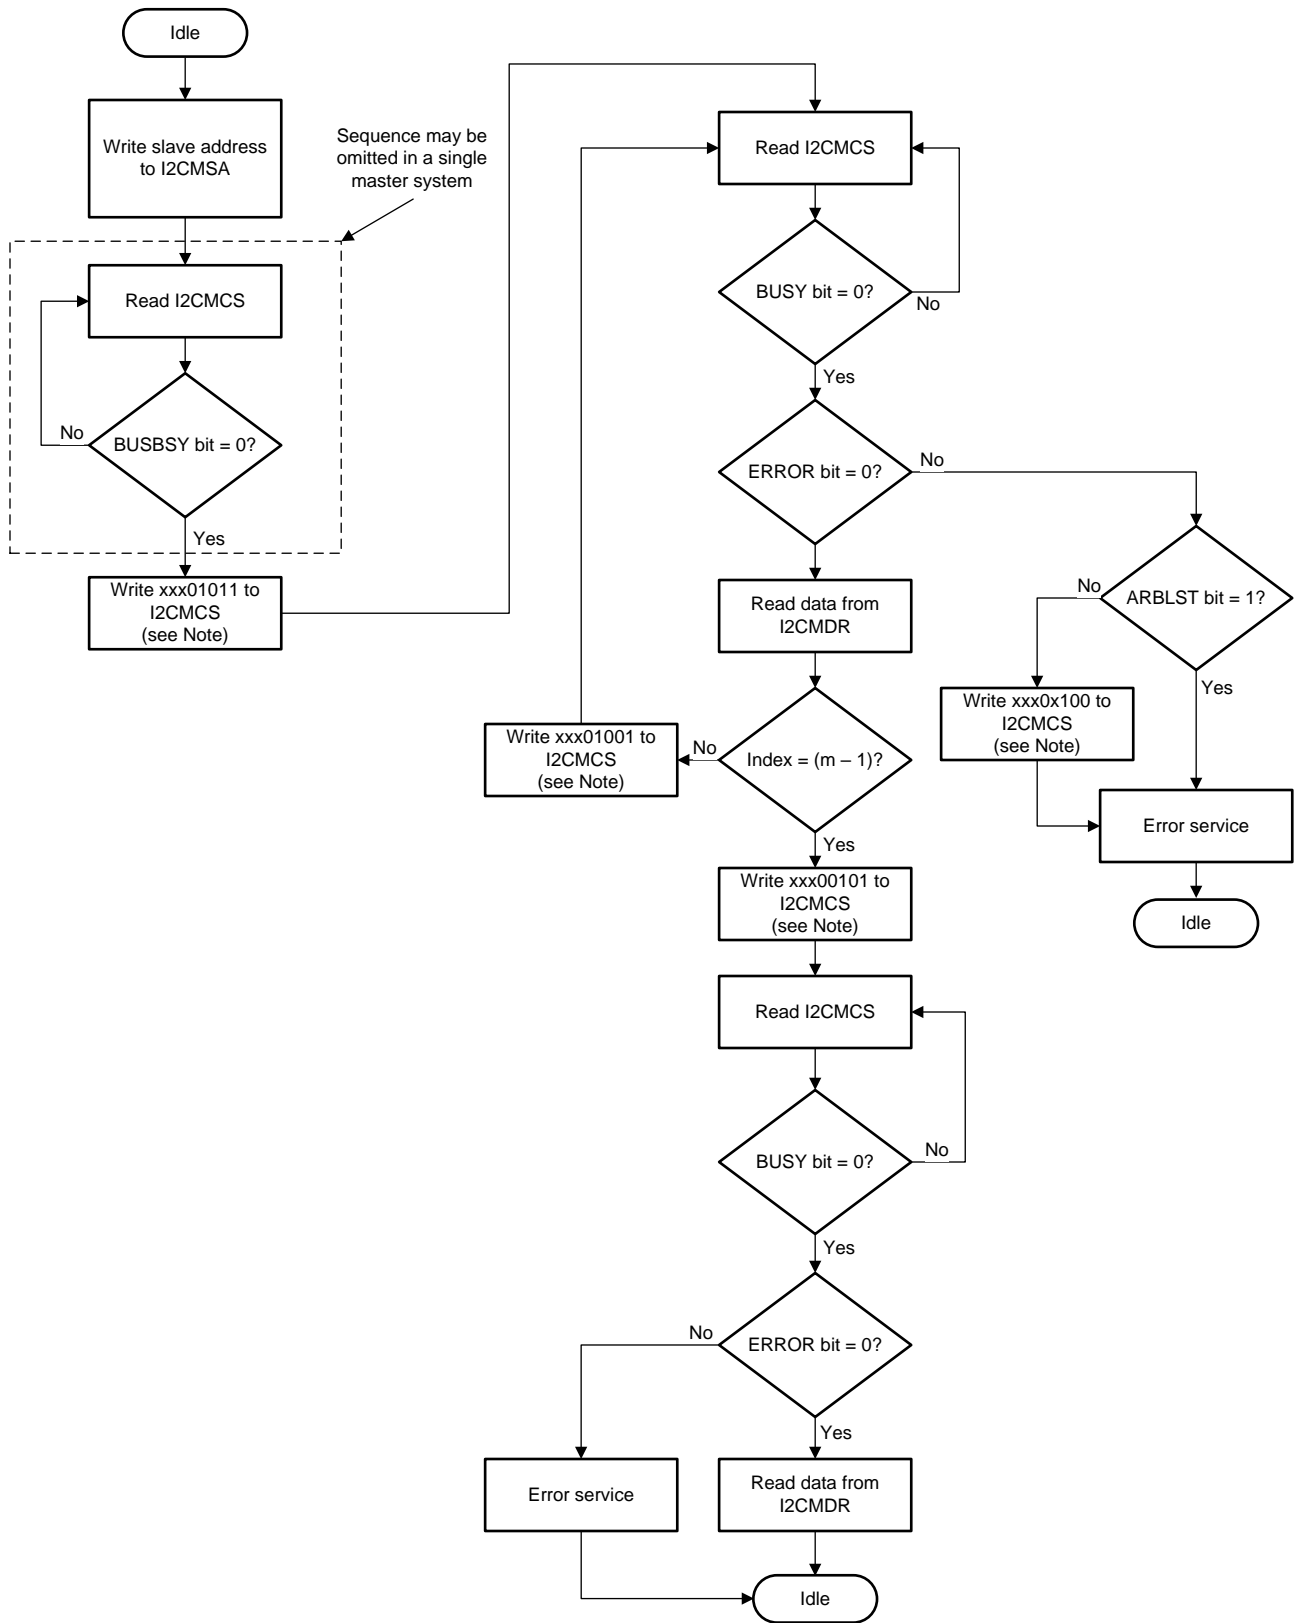 Idle
Write slave address
to I2CMSA
Sequence may be
omitted in a single
master system
Read I2CMCS
BUSBSY bit = 0?
No
Yes
Write xxx01011 to
I2CMCS
(see Note)
Read I2CMCS
BUSY bit = 0?
No
Yes
ERROR bit = 0?
No
ARBLST bit = 1?
No
Yes
Write xxx0x100 to
I2CMCS
(see Note)
Error service
Idle
Read data from
I2CMDR
Index = (m – 1)?
No
Write xxx01001 to
I2CMCS
(see Note)
Yes
Write xxx00101 to
I2CMCS
(see Note)
Read I2CMCS
BUSY bit = 0?
No
Yes
ERROR bit = 0?
No
Yes
Error service
Read data from
I2CMDR
Idle